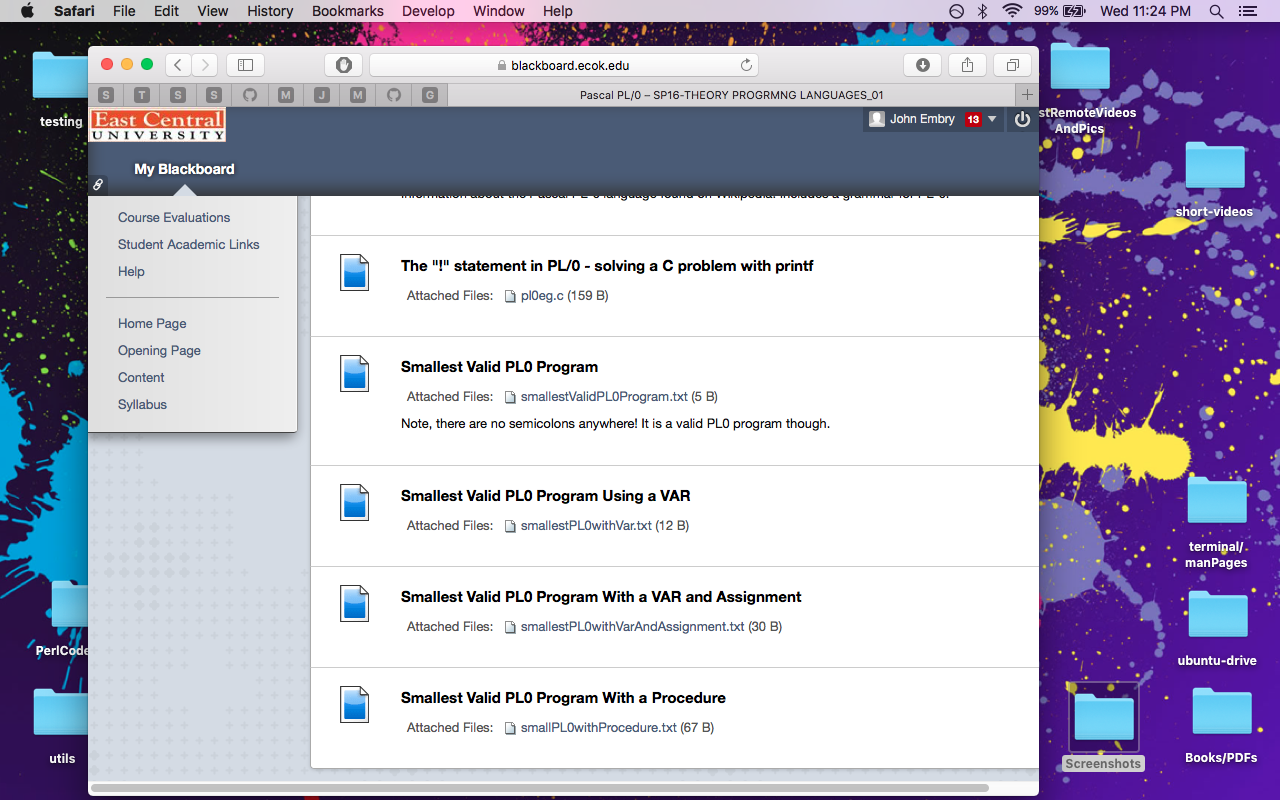 Safari File Edit View History Bookmarks Develop Window Help 99% Wed 11:24 PM
blackboard.ecok.edu
S T S S M J M G Pascal PL/0 – SP16-THEORY PROGRMNG LANGUAGES_01
East Central
UNIVERSITY
John Embry 13
My Blackboard
Course Evaluations
Student Academic Links
Help
Home Page
Opening Page
Content
Syllabus
The "!" statement in PL/0 - solving a C problem with printf
Attached Files: pl0eg.c (159 B)
Smallest Valid PL0 Program
Attached Files: smallestValidPL0Program.txt (5 B)
Note, there are no semicolons anywhere! It is a valid PL0 program though.
Smallest Valid PL0 Program Using a VAR
Attached Files: smallestPL0withVar.txt (12 B)
Smallest Valid PL0 Program With a VAR and Assignment
Attached Files: smallestPL0withVarAndAssignment.txt (30 B)
Smallest Valid PL0 Program With a Procedure
Attached Files: smallPL0withProcedure.txt (67 B)
testing
PerlCode
utils
stRemoteVideos
AndPics
short-videos
terminal/
manPages
ubuntu-drive
Screenshots
Books/PDFs